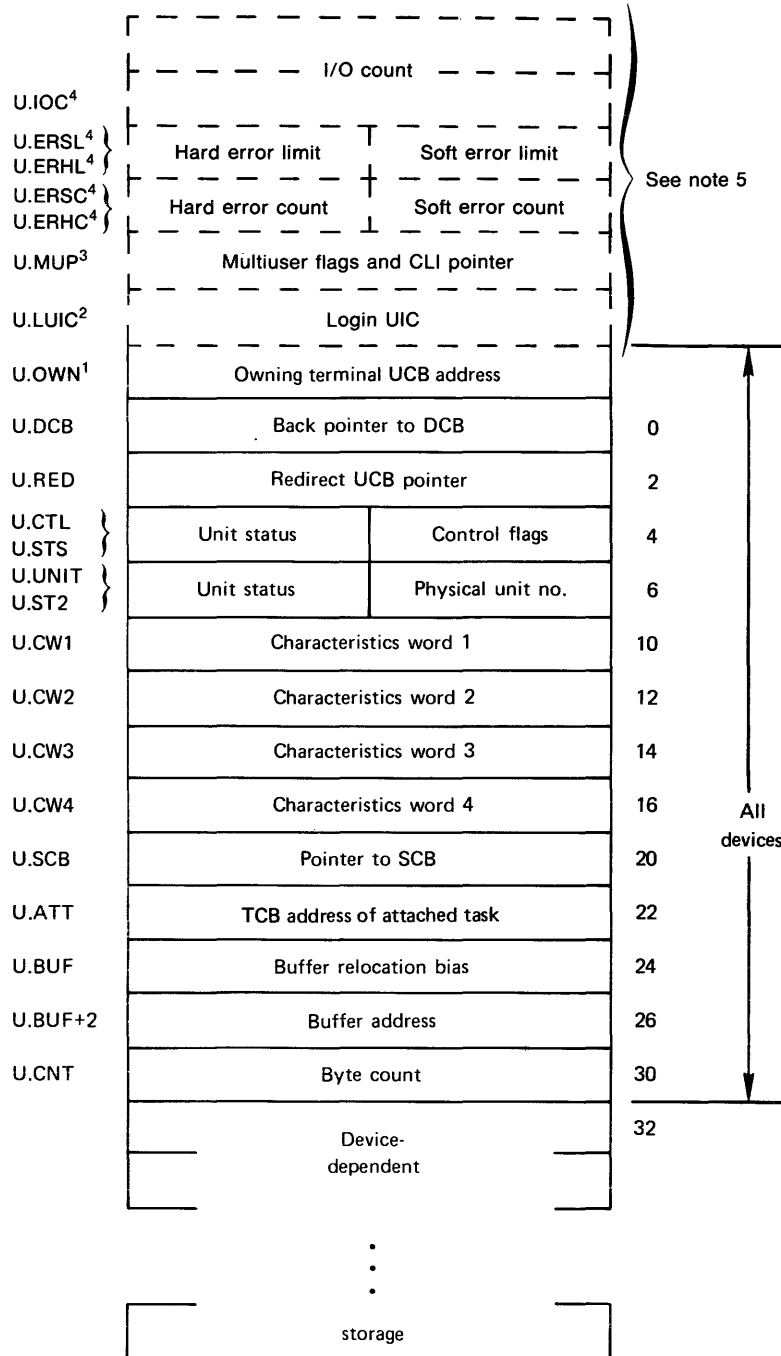 I/O count
U.IOC⁴
U.ERSL⁴
U.ERHL⁴
Hard error limit
Soft error limit
See note 5
U.ERSC⁴
U.ERHC⁴
Hard error count
Soft error count
U.MUP³
Multiuser flags and CLI pointer
U.LUIC²
Login UIC
U.OWN¹
Owning terminal UCB address
U.DCB
Back pointer to DCB
0
U.RED
Redirect UCB pointer
2
U.CTL
U.STS
Unit status
Control flags
4
U.UNIT
U.ST2
Unit status
Physical unit no.
6
U.CW1
Characteristics word 1
10
U.CW2
Characteristics word 2
12
U.CW3
Characteristics word 3
14
U.CW4
Characteristics word 4
16
All
devices
U.SCB
Pointer to SCB
20
U.ATT
TCB address of attached task
22
U.BUF
Buffer relocation bias
24
U.BUF+2
Buffer address
26
U.CNT
Byte count
30
32
Device-
dependent
storage